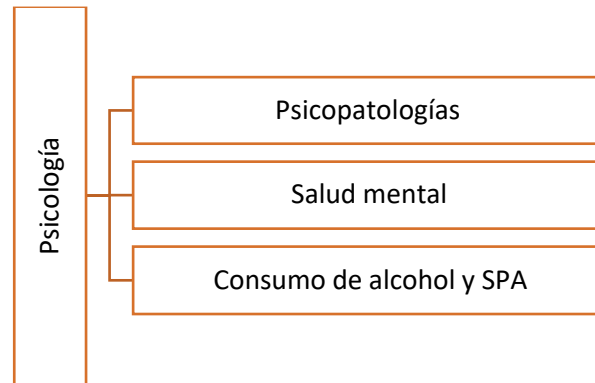 Psicología
Psicopatologías
Salud mental
Consumo de alcohol y SPA